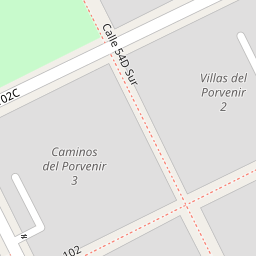 Calle 54D Sur
Villas del
Porvenir
2
02C
Caminos
del Porvenir
3
102